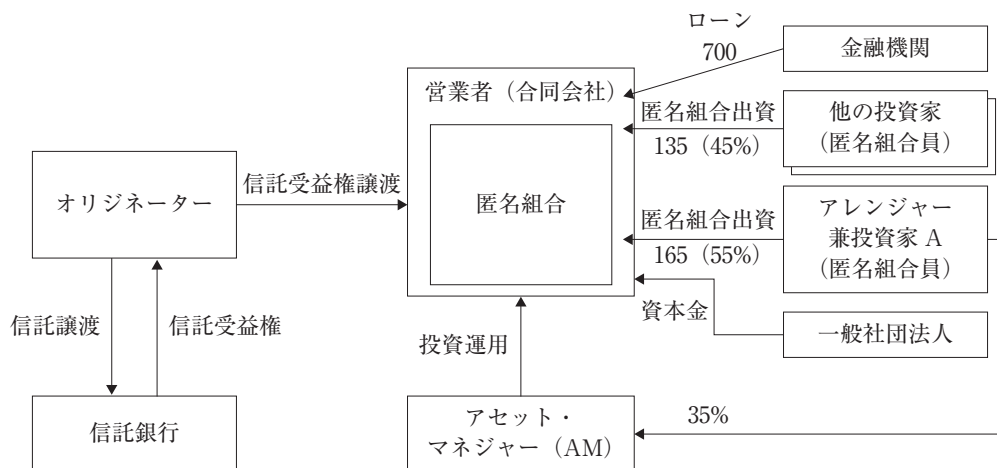 ローン
700
金融機関
営業者（合同会社）
匿名組合出資
135（45%）
他の投資家
（匿名組合員）
オリジネーター
信託受益権譲渡
匿名組合
匿名組合出資
165（55%）
アレンジャー
兼投資家 A
（匿名組合員）
資本金
一般社団法人
信託譲渡
信託受益権
投資運用
信託銀行
アセット・
マネジャー（AM）
35%